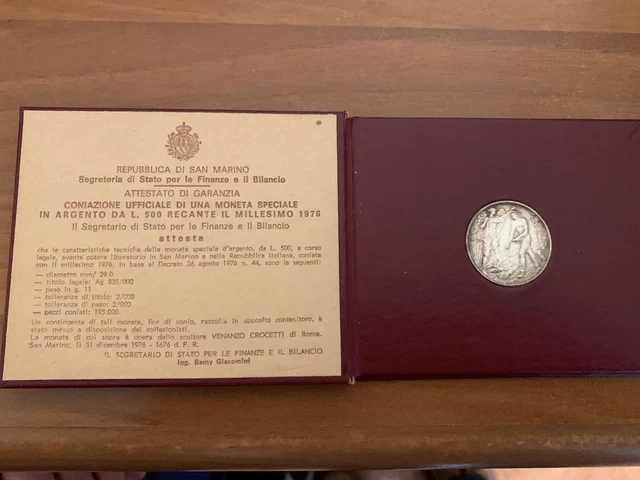 REPUBBLICA DI SAN MARINO
Segreteria di Stato per le Finanze e il Bilancio
ATTESTATO DI GARANZIA
CONIAZIONE UFFICIALE DI UNA MONETA SPECIALE
IN ARGENTO DA L. 500 RECANTE IL MILLESIMO 1976
Il Segretario di Stato per le Finanze e il Bilancio
attesta
che le caratteristiche tecniche della moneta speciale d'argento, da L. 500, a corso
legale, avente potere liberatorio in San Marino e nella Repubblica Italiana, coniata
con il millesimo 1976, in base al Decreto 26 agosto 1976 n. 44, sono le seguenti:
— diametro mm/ 29.0
— titolo legale: Ag 835/000
— peso in g. 11
— tolleranza di titolo: 2/000
— tolleranza di peso: 2/000
— pezzi coniati: 195.000.
Un contingente di tali monete, fior di conio, raccolte in apposito contenitore, è
stato messo a disposizione dei collezionisti.
La moneta di cui sopra è opera dello scultore VENANZO CROCETTI di Roma.
San Marino, li 31 dicembre 1976 - 1676 d. F. R.
IL SEGRETARIO DI STATO PER LE FINANZE E IL BILANCIO
Ing. Remy Giacomini